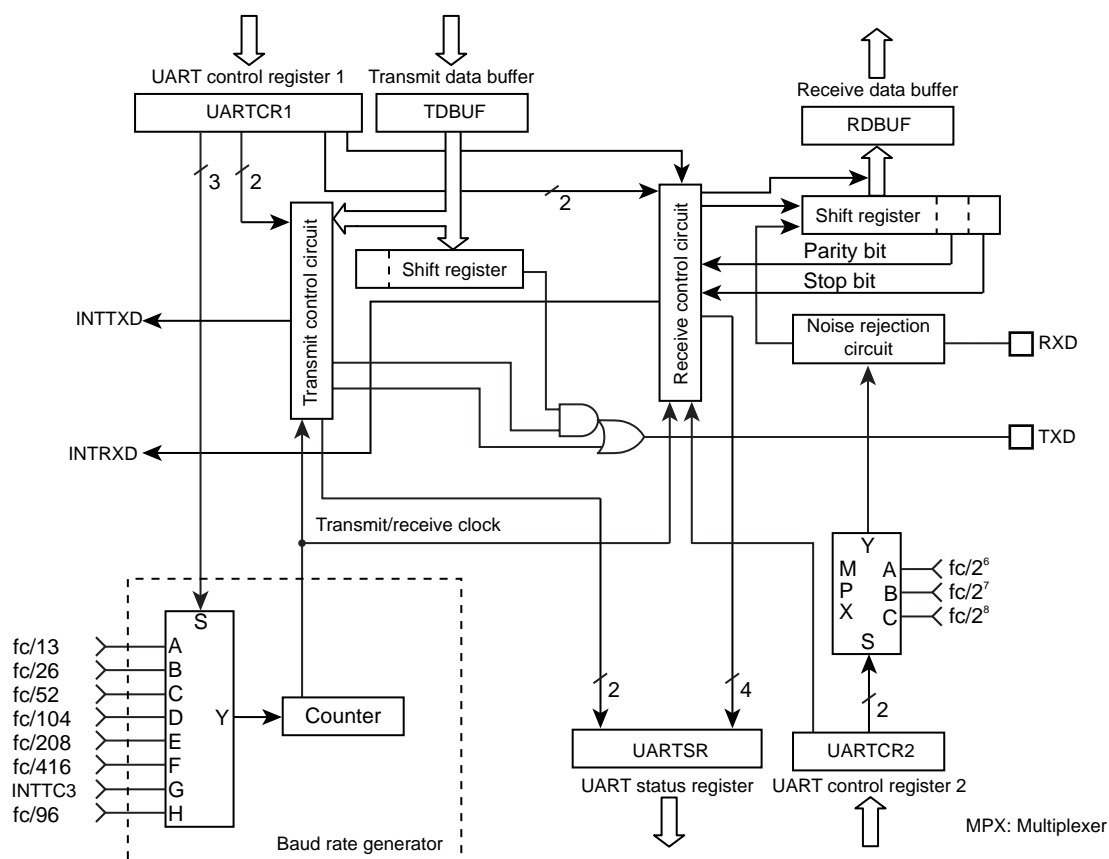 UART control register 1
Transmit data buffer
Receive data buffer
UARTCR1
TDBUF
RDBUF
3
2
2
Transmit control circuit
Receive control circuit
Shift register
Shift register
Parity bit
Stop bit
Noise rejection
circuit
INTTXD
RXD
INTRXD
TXD
Transmit/receive clock
Y
M
P
X
A
B
C
S
fc/2⁶
fc/2⁷
fc/2⁸
S
fc/13
A
fc/26
B
fc/52
C
fc/104
D
fc/208
E
fc/416
F
INTTC3
G
fc/96
H
Y
Counter
2
4
2
UARTSR
UARTCR2
UART status register
UART control register 2
Baud rate generator
MPX: Multiplexer